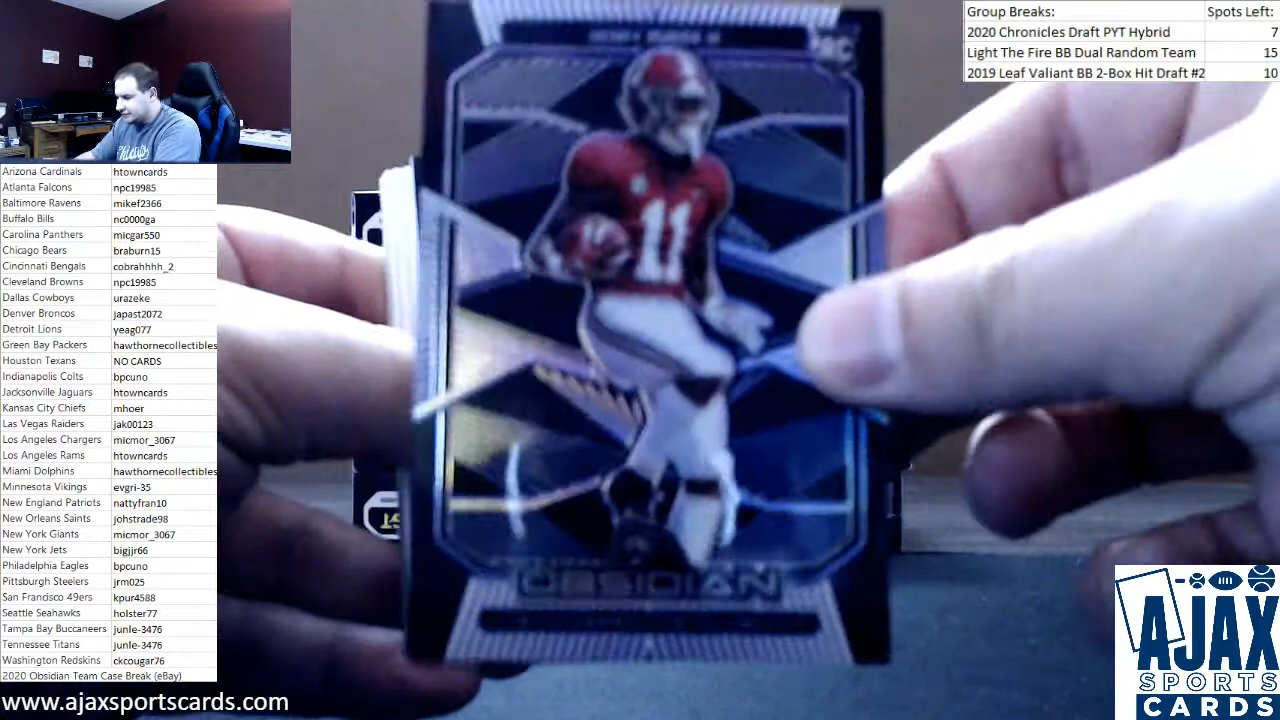 Group Breaks: Spots Left:
2020 Chronicles Draft PYT Hybrid 7
Light The Fire BB Dual Random Team 15
2019 Leaf Valiant BB 2-Box Hit Draft #2 10
RC
11
OBSIDIAN
Arizona Cardinals htowncards
Atlanta Falcons npc19985
Baltimore Ravens mikef2366
Buffalo Bills nc0000ga
Carolina Panthers micgar550
Chicago Bears braburn15
Cincinnati Bengals cobrahhhh_2
Cleveland Browns npc19985
Dallas Cowboys urazeke
Denver Broncos japast2072
Detroit Lions yeag077
Green Bay Packers hawthornecollectibles
Houston Texans NO CARDS
Indianapolis Colts bpcuno
Jacksonville Jaguars htowncards
Kansas City Chiefs mhoer
Las Vegas Raiders jak00123
Los Angeles Chargers micmor_3067
Los Angeles Rams htowncards
Miami Dolphins hawthornecollectibles
Minnesota Vikings evgri-35
New England Patriots nattyfran10
New Orleans Saints johstrade98
New York Giants micmor_3067
New York Jets bigjjr66
Philadelphia Eagles bpcuno
Pittsburgh Steelers jrm025
San Francisco 49ers kpur4588
Seattle Seahawks holster77
Tampa Bay Buccaneers junle-3476
Tennessee Titans junle-3476
Washington Redskins ckcougar76
2020 Obsidian Team Case Break (eBay)
www.ajaxsportscards.com
AJAX
SPORTS
CARDS